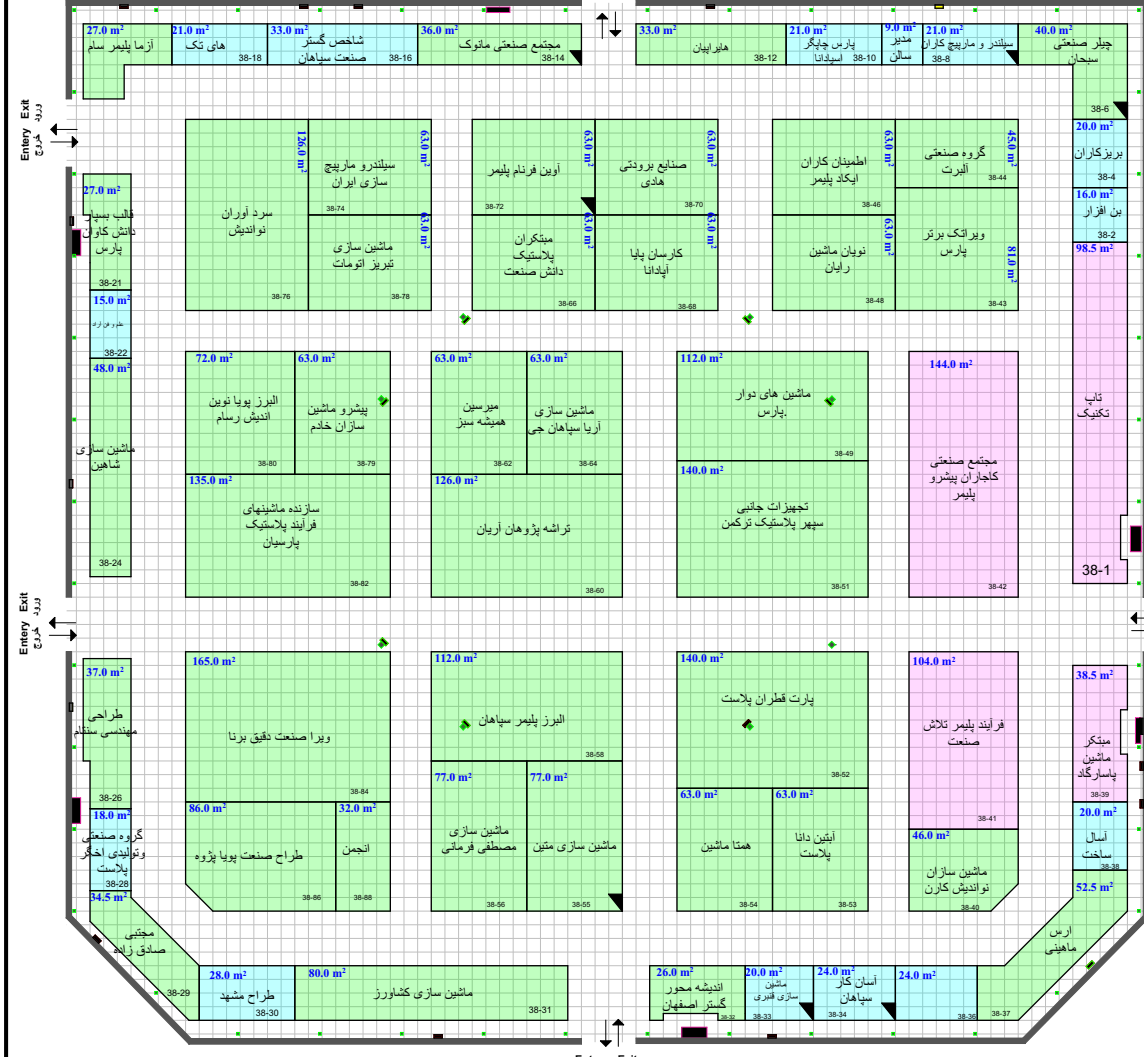 27.0 m²
آزما پلیمر سام
21.0 m²
های تک
38-18
33.0 m²
شاخص گستر
صنعت سپاهان
38-16
36.0 m²
مجتمع صنعتی مانوک
38-14
33.0 m²
هایراپیان
38-12
21.0 m²
پارس چاپگر
اسپادانا
38-10
9.0 m²
مدیر
سالن
21.0 m²
سیلندر و مارپیچ کاران
38-8
40.0 m²
چیلر صنعتی
سبحان
38-6
Entery Exit
ورود خروج
126.0 m²
سرد آوران
نواندیش
38-76
63.0 m²
سیلندرو مارپیچ
سازی ایران
38-74
63.0 m²
ماشین سازی
تبریز اتومات
38-78
63.0 m²
آوین فرنام پلیمر
38-72
63.0 m²
صنایع برودتی
هادی
38-70
63.0 m²
مبتکران
پلاستیک
دانش صنعت
38-66
63.0 m²
کارسان پایا
آپادانا
38-68
63.0 m²
اطمینان کاران
ایکاد پلیمر
38-46
45.0 m²
گروه صنعتی
آلبرت
38-44
63.0 m²
نویان ماشین
رایان
38-48
81.0 m²
ویراتک برتر
پارس
38-43
20.0 m²
بریزکاران
38-4
16.0 m²
بن افزار
38-2
98.5 m²
تاپ
تکنیک
38-1
27.0 m²
قالب بسپار
دانش کاوان
پارس
38-21
15.0 m²
علم و فن آراد
38-22
48.0 m²
ماشین سازی
شاهین
38-24
72.0 m²
البرز پویا نوین
اندیش رسام
38-80
63.0 m²
پیشرو ماشین
سازان خادم
38-79
135.0 m²
سازنده ماشینهای
فرآیند پلاستیک
پارسیان
38-82
63.0 m²
میرسین
همیشه سبز
38-62
63.0 m²
ماشین سازی
آریا سپاهان جی
38-64
126.0 m²
تراشه پژوهان آریان
38-60
112.0 m²
ماشین های دوار
پارس.
38-49
140.0 m²
تجهیزات جانبی
سپهر پلاستیک ترکمن
38-51
144.0 m²
مجتمع صنعتی
کاجاران پیشرو
پلیمر
38-42
Entery Exit
ورود خروج
37.0 m²
طراحی
مهندسی سنتام
38-26
18.0 m²
گروه صنعتی
وتولیدی اخگر
پلاست
38-28
34.5 m²
مجتبی
صادق زاده
38-29
165.0 m²
ویرا صنعت دقیق برنا
38-84
86.0 m²
طراح صنعت پویا پژوه
38-86
32.0 m²
انجمن
38-88
112.0 m²
البرز پلیمر سپاهان
38-58
77.0 m²
ماشین سازی
مصطفی فرمانی
38-56
77.0 m²
ماشین سازی متین
38-55
140.0 m²
پارت قطران پلاست
38-52
63.0 m²
همتا ماشین
38-54
63.0 m²
آبتین دانا
پلاست
38-53
104.0 m²
فرآیند پلیمر تلاش
صنعت
38-41
46.0 m²
ماشین سازان
نواندیش کارن
38-40
38.5 m²
مبتکر
ماشین
پاسارگاد
38-39
20.0 m²
آسال
ساخت
38-38
52.5 m²
ارس
ماهینی
38-37
28.0 m²
طراح مشهد
38-30
80.0 m²
ماشین سازی کشاورز
38-31
26.0 m²
اندیشه محور
گستر اصفهان
38-32
20.0 m²
ماشین
سازی قنبری
38-33
24.0 m²
آسان کار
سپاهان
38-34
24.0 m²
38-36